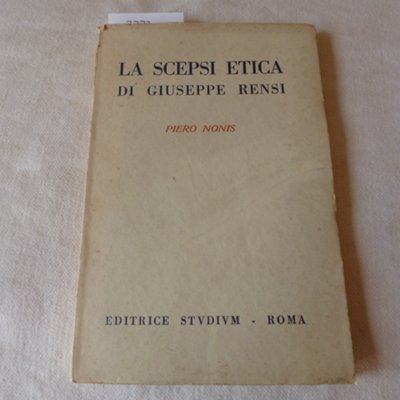 LA SCEPSI ETICA
DI GIUSEPPE RENSI
PIERO NONIS
EDITRICE STVDIVM - ROMA